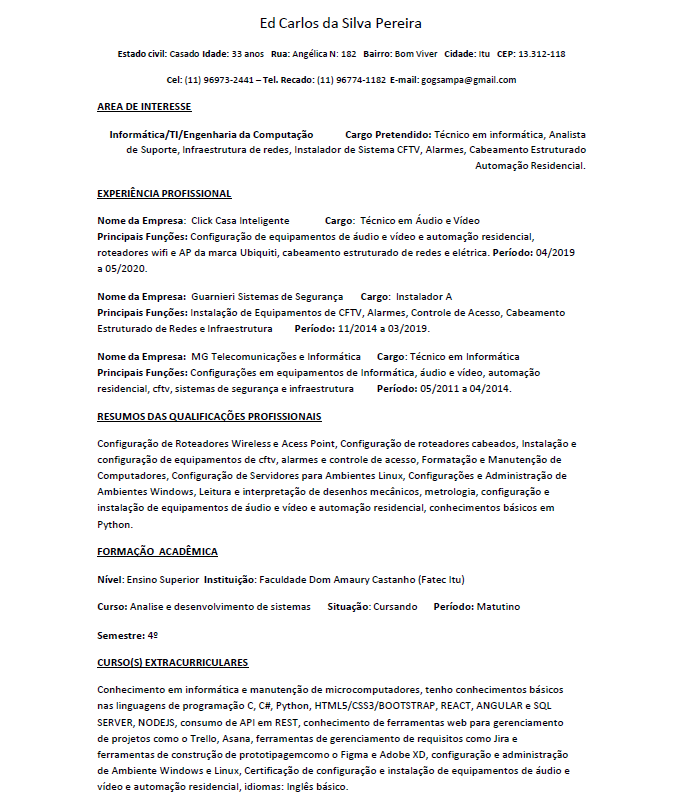 Ed Carlos da Silva Pereira
Estado civil: Casado Idade: 33 anos Rua: Angélica N: 182 Bairro: Bom Viver Cidade: Itu CEP: 13.312-118
Cel: (11) 96973-2441 – Tel. Recado: (11) 96774-1182 E-mail: gogsampa@gmail.com
AREA DE INTERESSE
Informática/TI/Engenharia da Computação Cargo Pretendido: Técnico em informática, Analista
de Suporte, Infraestrutura de redes, Instalador de Sistema CFTV, Alarmes, Cabeamento Estruturado
Automação Residencial.
EXPERIÊNCIA PROFISSIONAL
Nome da Empresa: Click Casa Inteligente Cargo: Técnico em Áudio e Vídeo
Principais Funções: Configuração de equipamentos de áudio e vídeo e automação residencial,
roteadores wifi e AP da marca Ubiquiti, cabeamento estruturado de redes e elétrica. Período: 04/2019
a 05/2020.
Nome da Empresa: Guarnieri Sistemas de Segurança Cargo: Instalador A
Principais Funções: Instalação de Equipamentos de CFTV, Alarmes, Controle de Acesso, Cabeamento
Estruturado de Redes e Infraestrutura Período: 11/2014 a 03/2019.
Nome da Empresa: MG Telecomunicações e Informática Cargo: Técnico em Informática
Principais Funções: Configurações em equipamentos de Informática, áudio e vídeo, automação
residencial, cftv, sistemas de segurança e infraestrutura Período: 05/2011 a 04/2014.
RESUMOS DAS QUALIFICAÇÕES PROFISSIONAIS
Configuração de Roteadores Wireless e Acess Point, Configuração de roteadores cabeados, Instalação e
configuração de equipamentos de cftv, alarmes e controle de acesso, Formatação e Manutenção de
Computadores, Configuração de Servidores para Ambientes Linux, Configurações e Administração de
Ambientes Windows, Leitura e interpretação de desenhos mecânicos, metrologia, configuração e
instalação de equipamentos de áudio e vídeo e automação residencial, conhecimentos básicos em
Python.
FORMAÇÃO ACADÊMICA
Nível: Ensino Superior Instituição: Faculdade Dom Amaury Castanho (Fatec Itu)
Curso: Analise e desenvolvimento de sistemas Situação: Cursando Período: Matutino
Semestre: 4º
CURSO(S) EXTRACURRICULARES
Conhecimento em informática e manutenção de microcomputadores, tenho conhecimentos básicos
nas linguagens de programação C, C#, Python, HTML5/CSS3/BOOTSTRAP, REACT, ANGULAR e SQL
SERVER, NODEJS, consumo de API em REST, conhecimento de ferramentas web para gerenciamento
de projetos como o Trello, Asana, ferramentas de gerenciamento de requisitos como Jira e
ferramentas de construção de prototipagemcomo o Figma e Adobe XD, configuração e administração
de Ambiente Windows e Linux, Certificação de configuração e instalação de equipamentos de áudio e
vídeo e automação residencial, idiomas: Inglês básico.